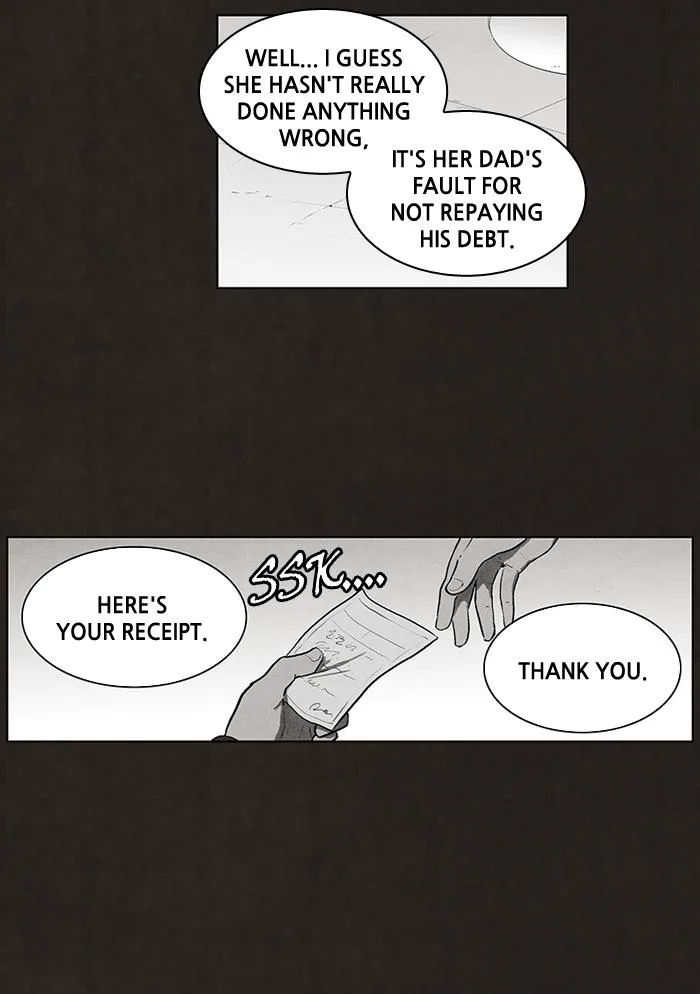 WELL... I GUESS
SHE HASN'T REALLY
DONE ANYTHING
WRONG,
IT'S HER DAD'S
FAULT FOR
NOT REPAYING
HIS DEBT.
HERE'S
YOUR RECEIPT.
SSK....
THANK YOU.